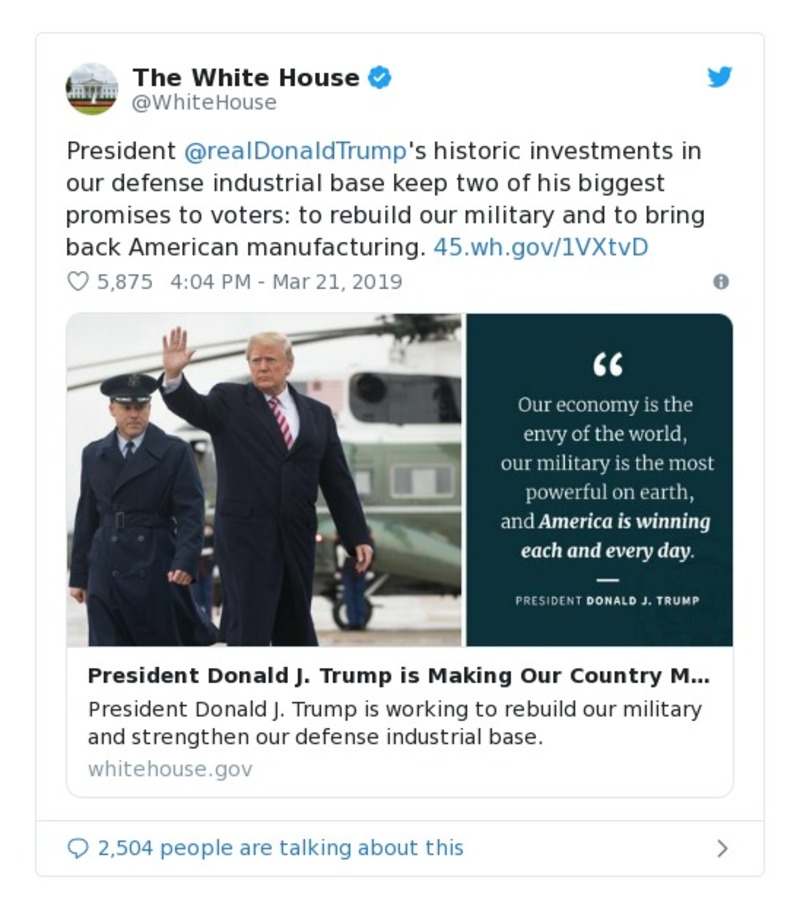 The White House
@WhiteHouse
President @realDonaldTrump's historic investments in
our defense industrial base keep two of his biggest
promises to voters: to rebuild our military and to bring
back American manufacturing. 45.wh.gov/1VXtvD
5,875 4:04 PM - Mar 21, 2019
“
Our economy is the
envy of the world,
our military is the most
powerful on earth,
and America is winning
each and every day.
—
PRESIDENT DONALD J. TRUMP
President Donald J. Trump is Making Our Country M...
President Donald J. Trump is working to rebuild our military
and strengthen our defense industrial base.
whitehouse.gov
2,504 people are talking about this